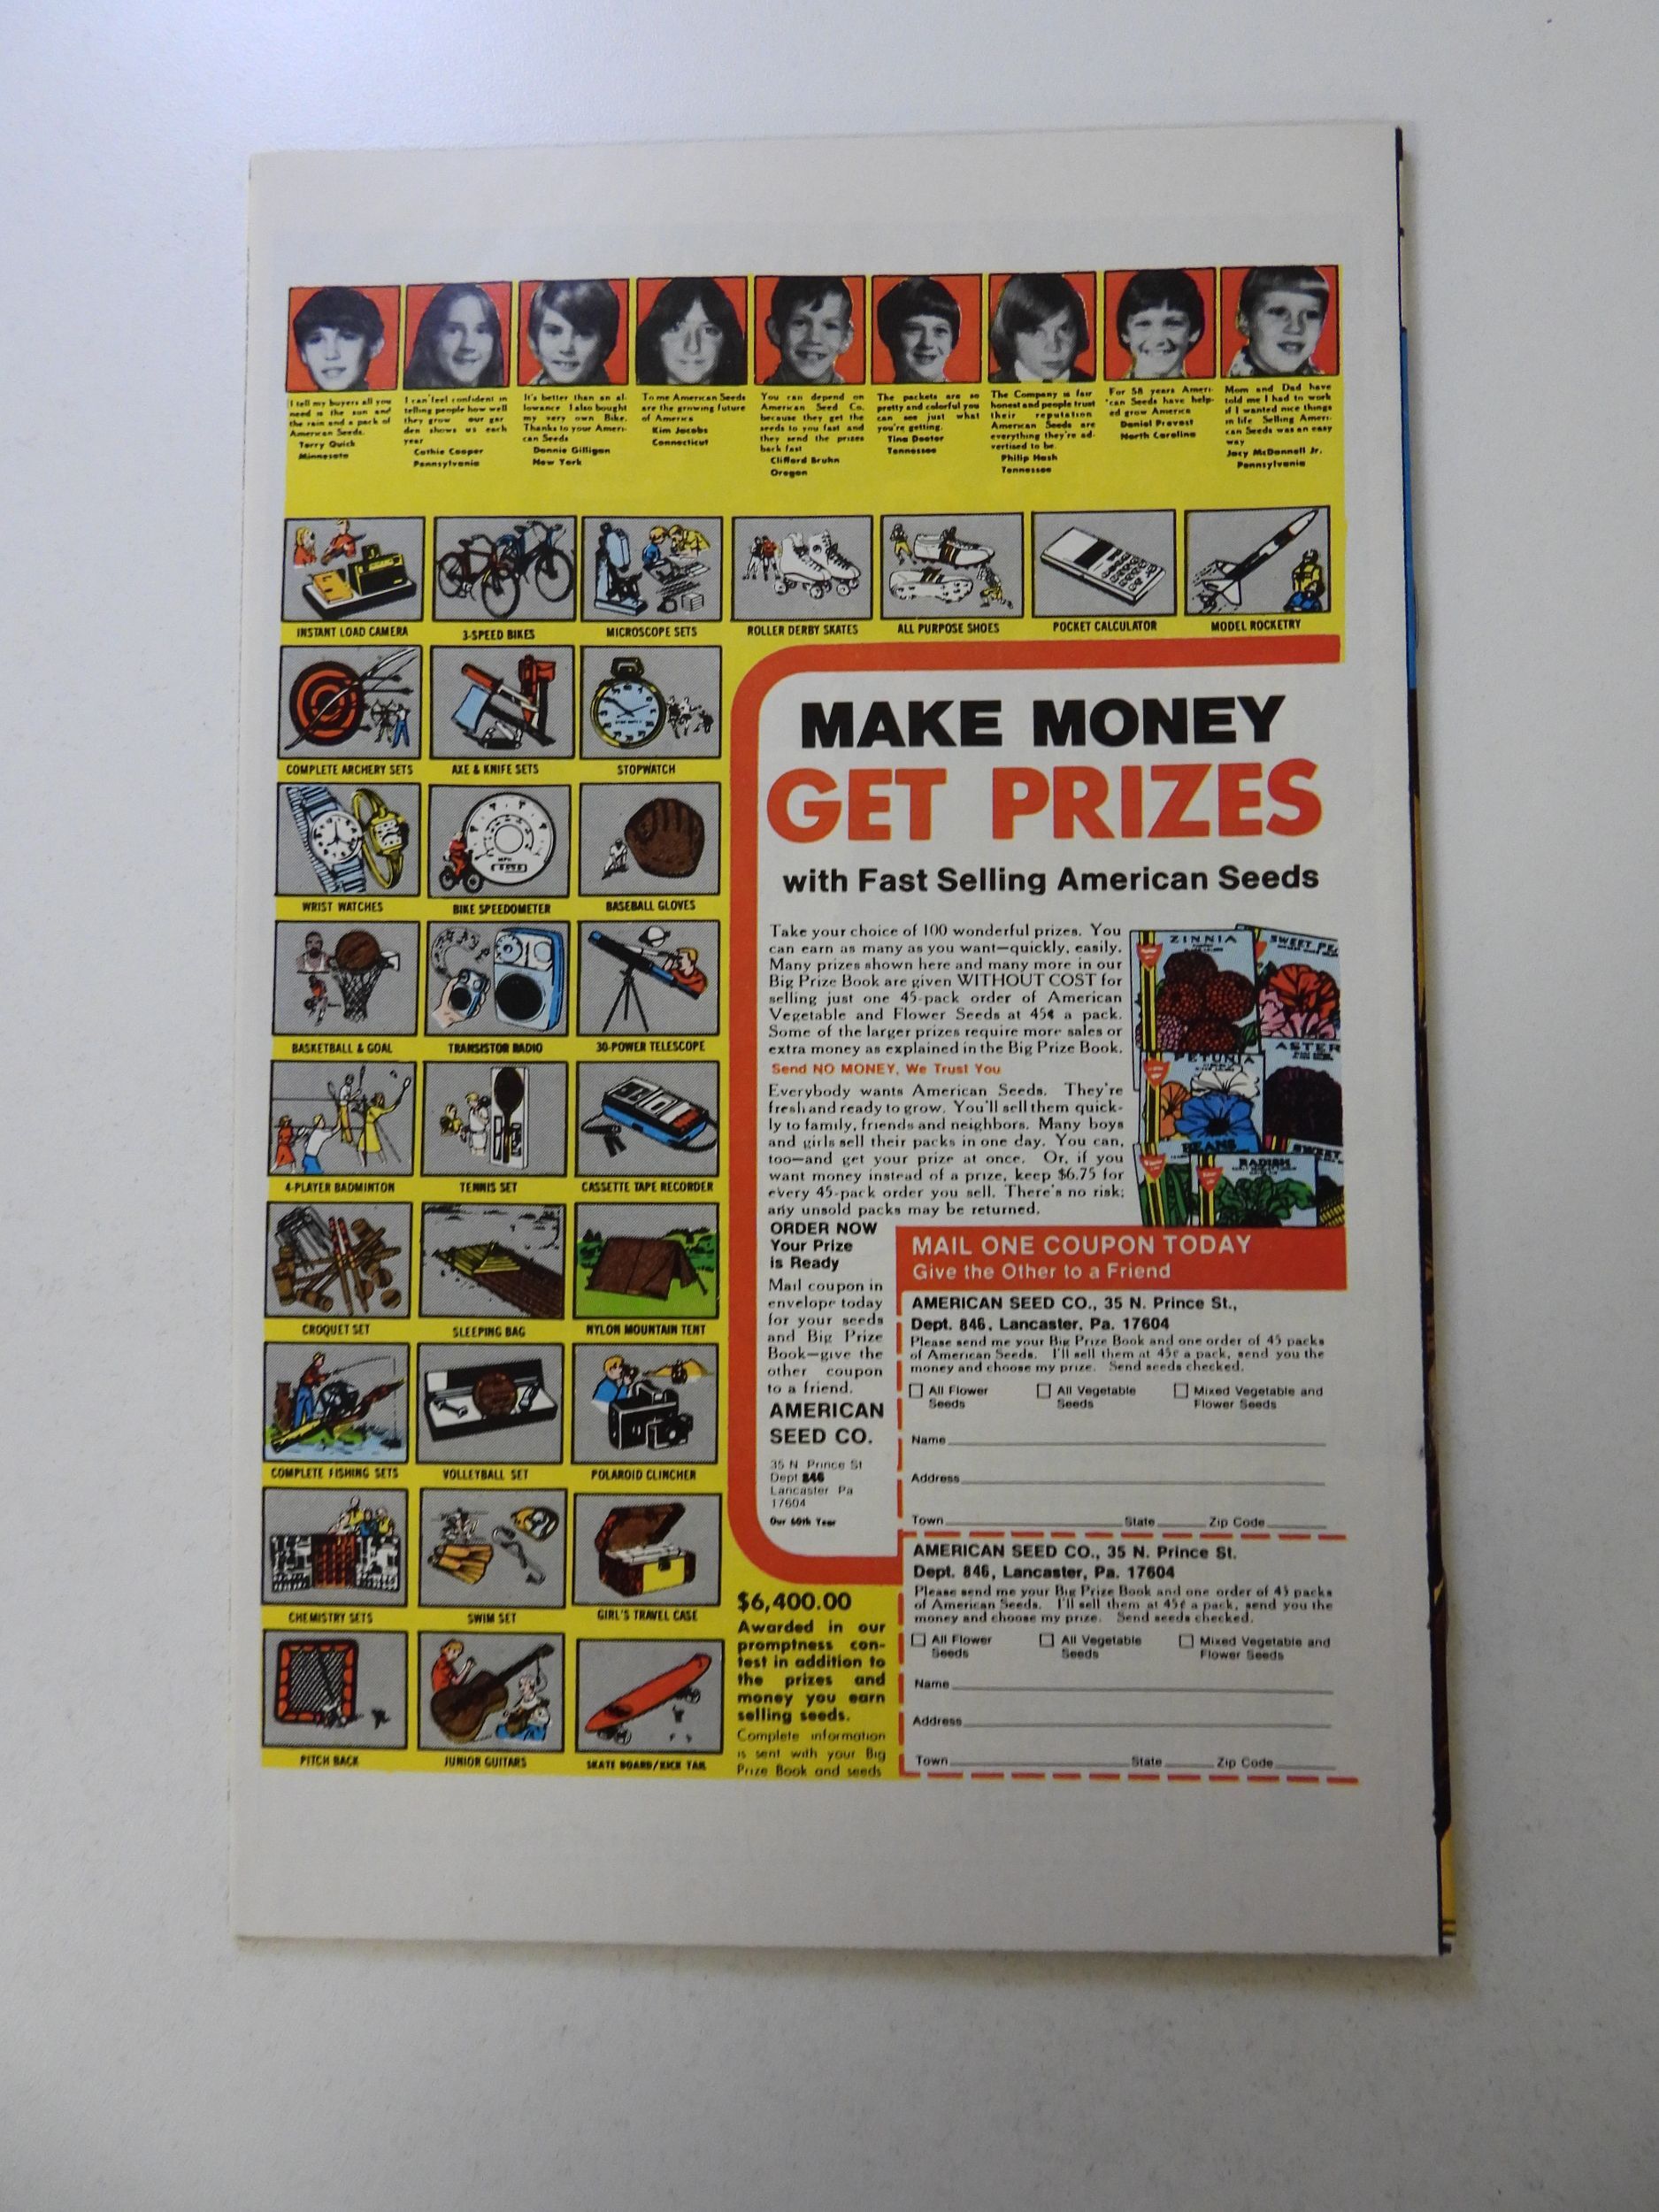 I tell my buyers all you
need is the sun and
the rain and a pack of
American Seeds.
Terry Quick
Minnesota
I can feel confident in
telling people how well
they grow our gar
den shows us each
year
Cathie Cooper
Pennsylvania
It's better than an al-
lowance I also bought
my very own Bike.
Thanks to your Ameri-
can Seeds
Donnie Gilligan
New York
To me American Seeds
are the growing future
of America
Kim Jacobs
Connecticut
You can depend on
American Seed Co.
because they get the
seeds to you fast and
they send the prizes
back fast
Clifford Bruhn
Oregon
The packets are so
pretty and colorful you
can see just what
you're getting.
Tina Deeter
Tennessee
The Company is fair
honest and people trust
their reputation
American Seeds are
everything they're ad-
vertised to be.
Philip Hash
Tennessee
For 58 years Ameri-
can Seeds have help-
ed grow America
Daniel Pravost
North Carolina
Mom and Dad have
told me I had to work
if I wanted nice things
in life Selling Ameri-
can Seeds was an easy
way
Jacy McDonnell Jr.
Pennsylvania
INSTANT LOAD CAMERA
3-SPEED BIKES
MICROSCOPE SETS
ROLLER DERBY SKATES
ALL PURPOSE SHOES
POCKET CALCULATOR
MODEL ROCKETRY
COMPLETE ARCHERY SETS
AXE & KNIFE SETS
STOPWATCH
WRIST WATCHES
BIKE SPEEDOMETER
BASEBALL GLOVES
BASKETBALL & GOAL
TRANSISTOR RADIO
30-POWER TELESCOPE
4-PLAYER BADMINTON
TENNIS SET
CASSETTE TAPE RECORDER
CROQUET SET
SLEEPING BAG
NYLON MOUNTAIN TENT
COMPLETE FISHING SETS
VOLLEYBALL SET
POLAROID CLINCHER
CHEMISTRY SETS
SWIM SET
GIRL'S TRAVEL CASE
PITCH BACK
JUNIOR GUITARS
SKATE BOARD/KICK TAIL
MAKE MONEY
GET PRIZES
with Fast Selling American Seeds
Take your choice of 100 wonderful prizes. You
can earn as many as you want—quickly, easily.
Many prizes shown here and many more in our
Big Prize Book are given WITHOUT COST for
selling just one 45-pack order of American
Vegetable and Flower Seeds at 45¢ a pack.
Some of the larger prizes require more sales or
extra money as explained in the Big Prize Book.
Send NO MONEY, We Trust You
Everybody wants American Seeds. They're
fresh and ready to grow. You'll sell them quick-
ly to family, friends and neighbors. Many boys
and girls sell their packs in one day. You can,
too—and get your prize at once. Or, if you
want money instead of a prize, keep $6.75 for
every 45-pack order you sell. There's no risk;
any unsold packs may be returned.
ZINNIA
SWEET PE
PETUNIA
ASTER
BEANS
RADISH
SWEET
ORDER NOW
Your Prize
is Ready
Mail coupon in
envelope today
for your seeds
and Big Prize
Book—give the
other coupon
to a friend.
AMERICAN
SEED CO.
35 N Prince St
Dept 846
Lancaster Pa
17604
Our 60th Year
$6,400.00
Awarded in our
promptness con-
test in addition to
the prizes and
money you earn
selling seeds.
Complete information
is sent with your Big
Prize Book and seeds
MAIL ONE COUPON TODAY
Give the Other to a Friend
AMERICAN SEED CO., 35 N. Prince St.,
Dept. 846, Lancaster, Pa. 17604
Please send me your Big Prize Book and one order of 45 packs
of American Seeds. I'll sell them at 45¢ a pack, send you the
money and choose my prize. Send seeds checked.
All Flower Seeds
All Vegetable Seeds
Mixed Vegetable and Flower Seeds
Name
Address
Town State Zip Code
AMERICAN SEED CO., 35 N. Prince St.
Dept. 846, Lancaster, Pa. 17604
Please send me your Big Prize Book and one order of 45 packs
of American Seeds. I'll sell them at 45¢ a pack, send you the
money and choose my prize. Send seeds checked.
All Flower Seeds
All Vegetable Seeds
Mixed Vegetable and Flower Seeds
Name
Address
Town State Zip Code